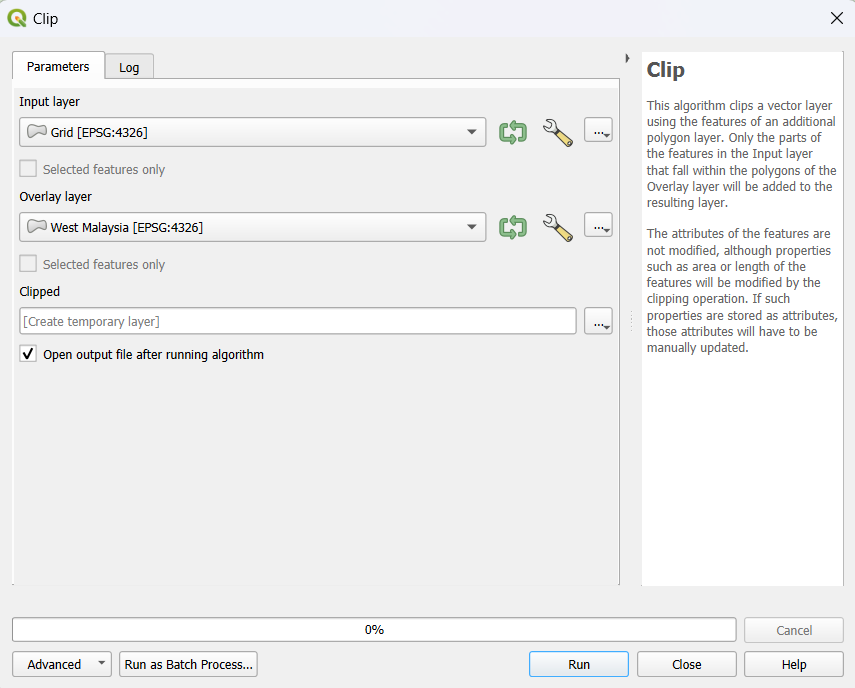 Clip
Parameters
Log
Input layer
Grid [EPSG:4326]
...
Selected features only
Overlay layer
West Malaysia [EPSG:4326]
...
Selected features only
Clipped
[Create temporary layer]
...
Open output file after running algorithm
Clip
This algorithm clips a vector layer
using the features of an additional
polygon layer. Only the parts of
the features in the Input layer
that fall within the polygons of the
Overlay layer will be added to the
resulting layer.
The attributes of the features are
not modified, although properties
such as area or length of the
features will be modified by the
clipping operation. If such
properties are stored as attributes,
those attributes will have to be
manually updated.
0%
Cancel
Advanced
Run as Batch Process...
Run
Close
Help